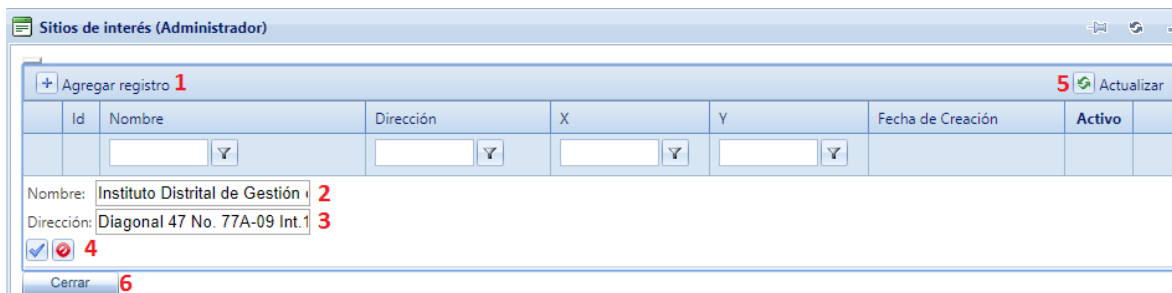 Sitios de interés (Administrador)
Agregar registro 1 5 Actualizar
Id Nombre Dirección X Y Fecha de Creación Activo
Nombre: Instituto Distrital de Gestión 2
Dirección: Diagonal 47 No. 77A-09 Int.1 3
4
Cerrar 6